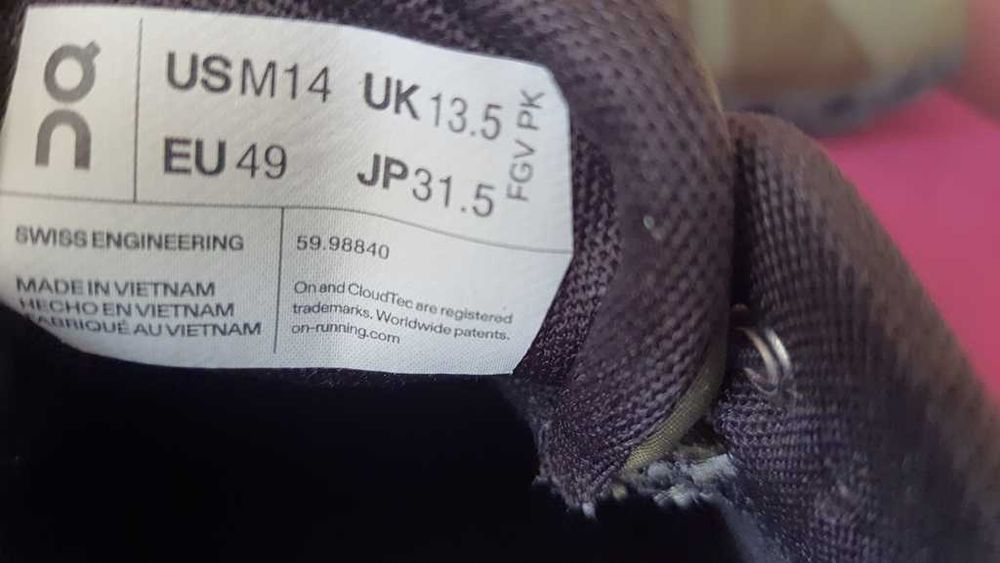 On
USM14 UK13.5
EU49 JP31.5
FGV PK
SWISS ENGINEERING
59.98840
MADE IN VIETNAM
HECHO EN VIETNAM
FABRIQUÉ AU VIETNAM
On and CloudTec are registered
trademarks. Worldwide patents.
on-running.com